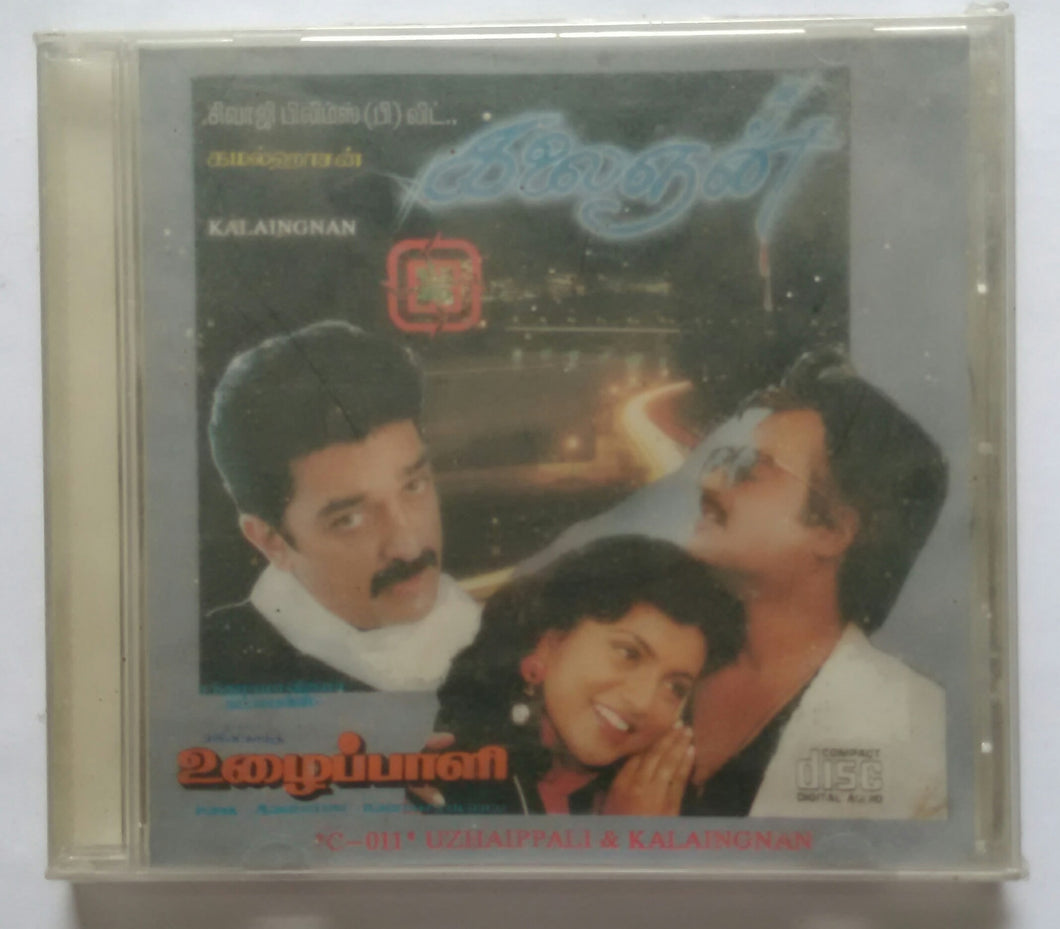 சிவாஜி பிலிம்ஸ் (பி) லிட்..,
கலைஞன்
கமல்ஹாசன்
KALAINGNAN
உழைப்பாளி
COMPACT
disc
DIGITAL AUDIO
*C-011* UZHAIPPALI & KALAINGNAN